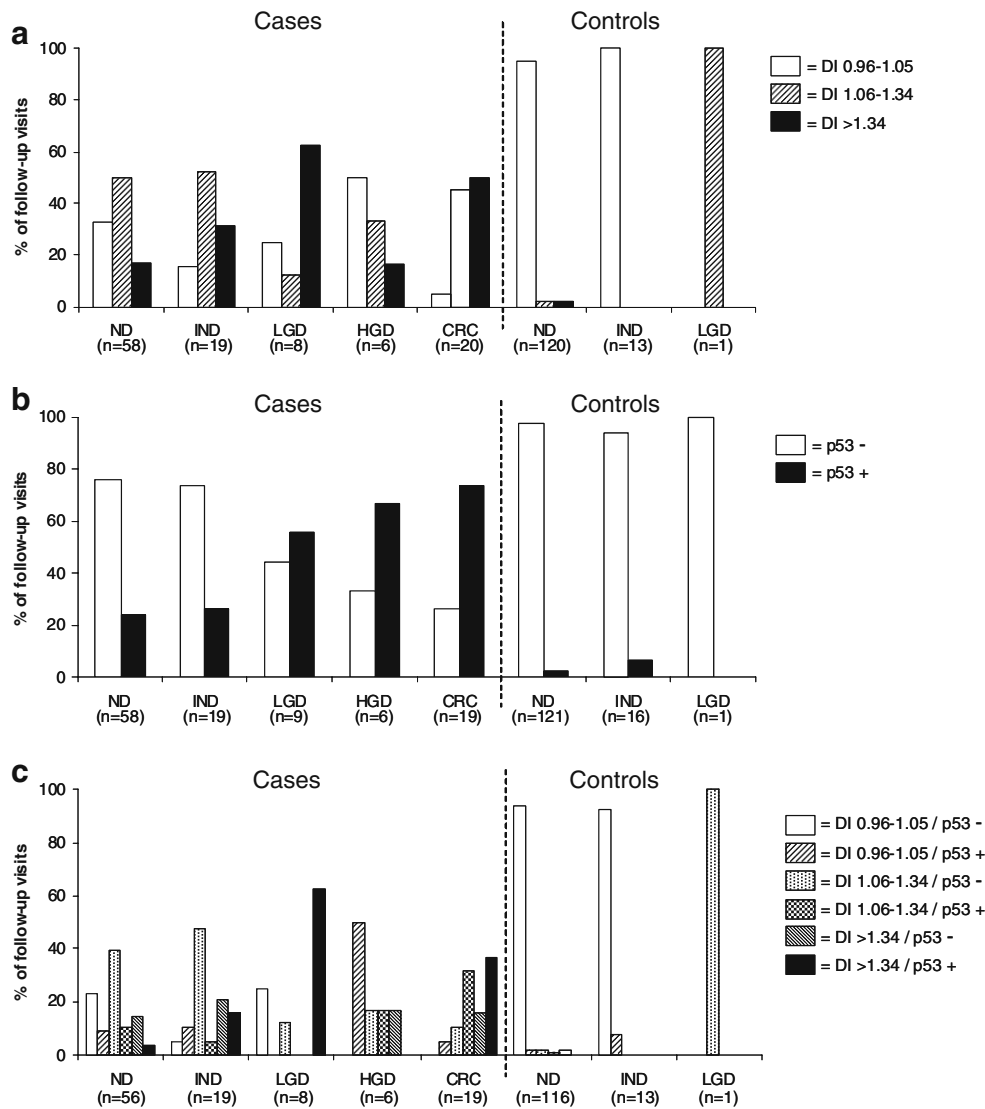 a
Cases
Controls
% of follow-up visits
100
80
60
40
20
0
ND IND LGD HGD CRC ND IND LGD
(n=58) (n=19) (n=8) (n=6) (n=20) (n=120) (n=13) (n=1)
= DI 0.96-1.05
= DI 1.06-1.34
= DI >1.34
b
Cases
Controls
% of follow-up visits
100
80
60
40
20
0
ND IND LGD HGD CRC ND IND LGD
(n=58) (n=19) (n=9) (n=6) (n=19) (n=121) (n=16) (n=1)
= p53 -
= p53 +
c
Cases
Controls
% of follow-up visits
100
80
60
40
20
0
ND IND LGD HGD CRC ND IND LGD
(n=56) (n=19) (n=8) (n=6) (n=19) (n=116) (n=13) (n=1)
= DI 0.96-1.05 / p53 -
= DI 0.96-1.05 / p53 +
= DI 1.06-1.34 / p53 -
= DI 1.06-1.34 / p53 +
= DI >1.34 / p53 -
= DI >1.34 / p53 +